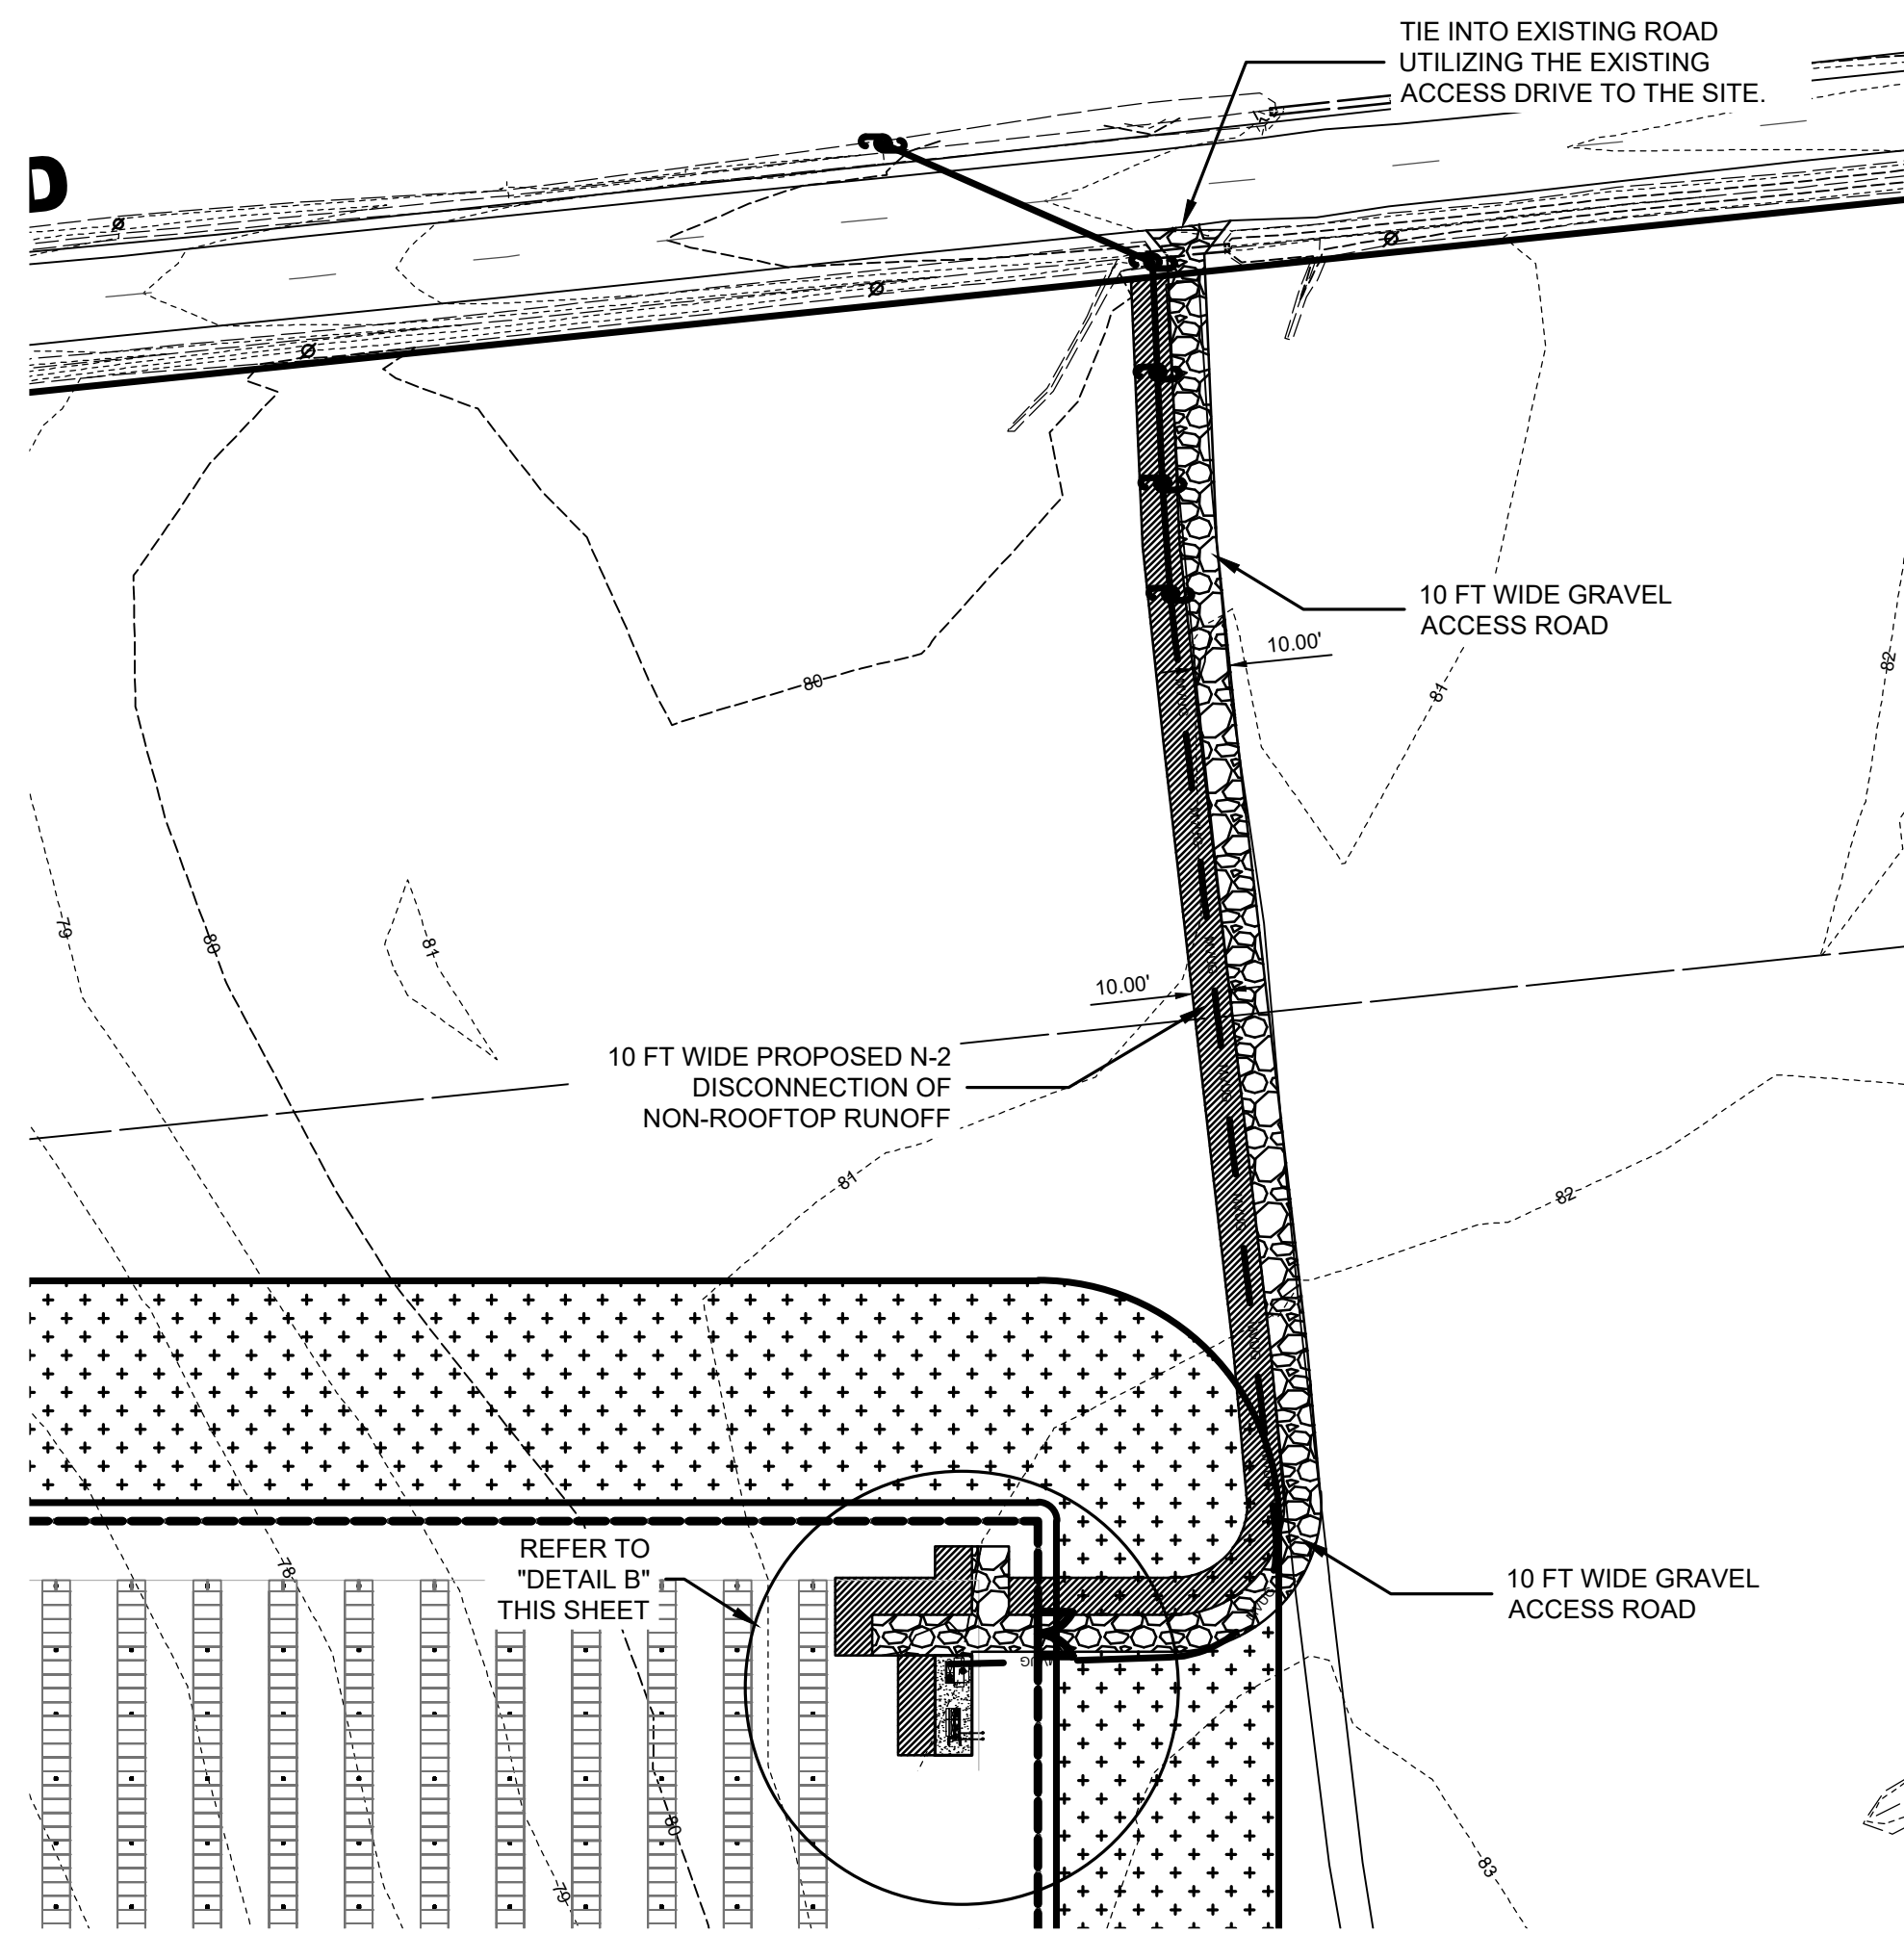 TIE INTO EXISTING ROAD
UTILIZING THE EXISTING
ACCESS DRIVE TO THE SITE.
D
10 FT WIDE GRAVEL
ACCESS ROAD
10.00'
82
80
81
79
80
81
10.00'
10 FT WIDE PROPOSED N-2
DISCONNECTION OF
NON-ROOFTOP RUNOFF
81
82
REFER TO
"DETAIL B"
THIS SHEET
78
10 FT WIDE GRAVEL
ACCESS ROAD
80
83
79